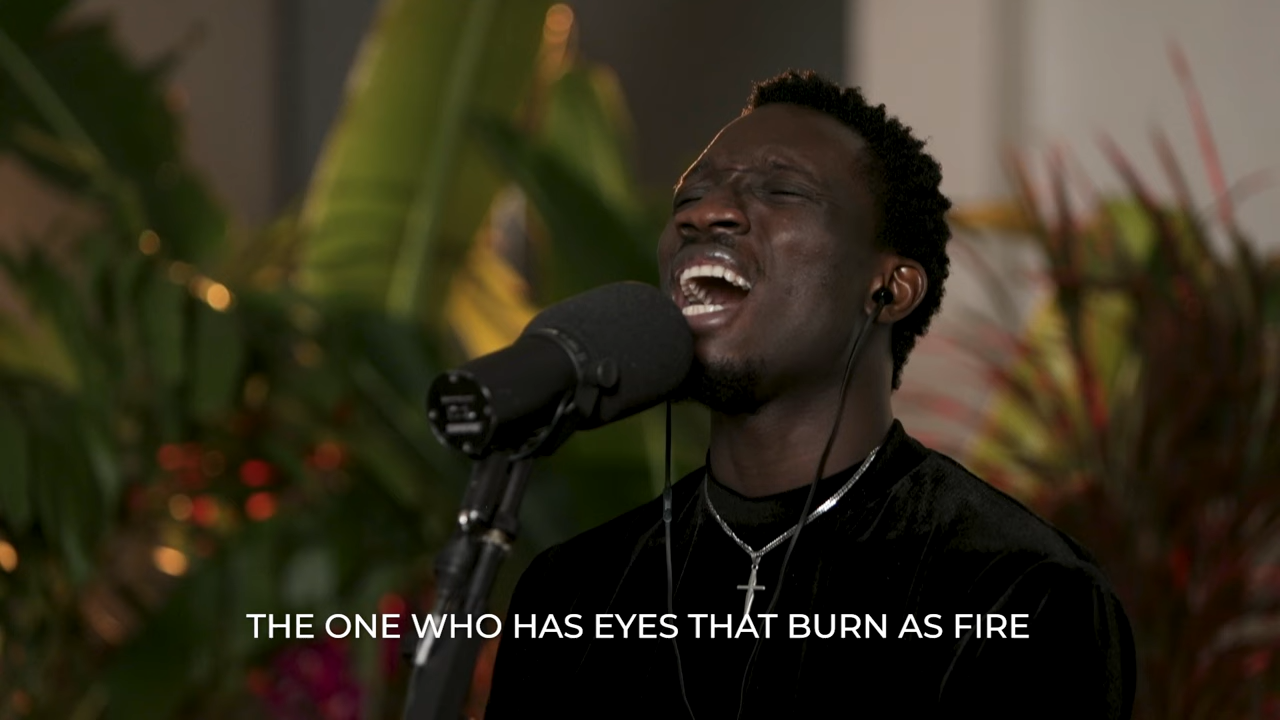 THE ONE WHO HAS EYES THAT BURN AS FIRE